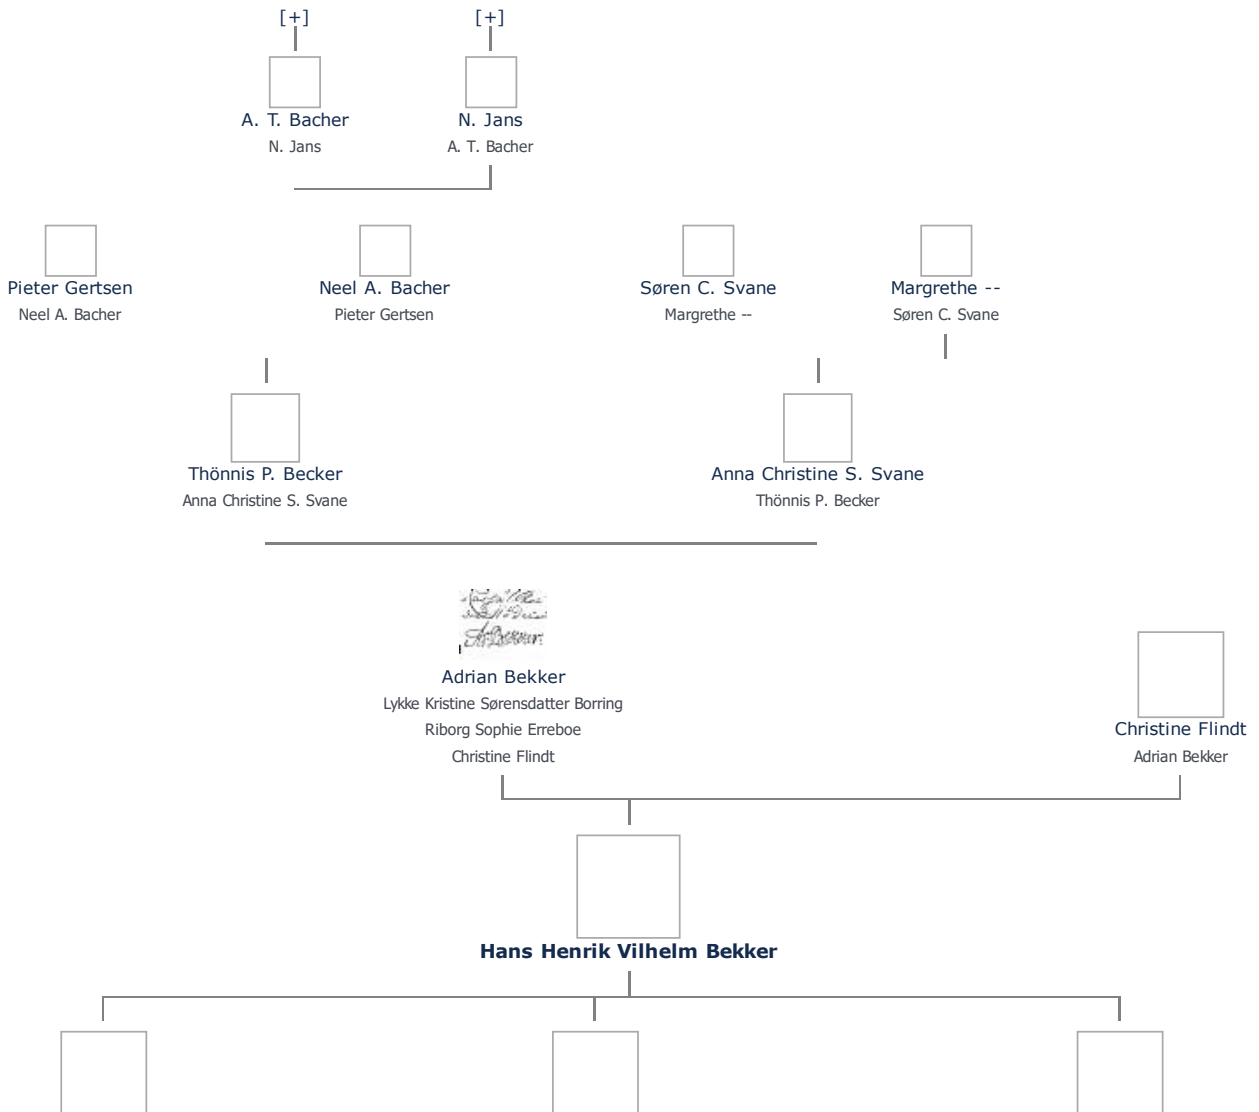 [+] [+]
A. T. Bacher N. Jans
N. Jans A. T. Bacher
Pieter Gertsen Neel A. Bacher Søren C. Svane Margrethe --
Neel A. Bacher Pieter Gertsen Margrethe -- Søren C. Svane
Thönnis P. Becker Anna Christine S. Svane
Anna Christine S. Svane Thönnis P. Becker
Adrian Bekker
Lykke Kristine Sørensdatter Borring
Riborg Sophie Erreboe Christine Flindt
Christine Flindt Adrian Bekker
Hans Henrik Vilhelm Bekker